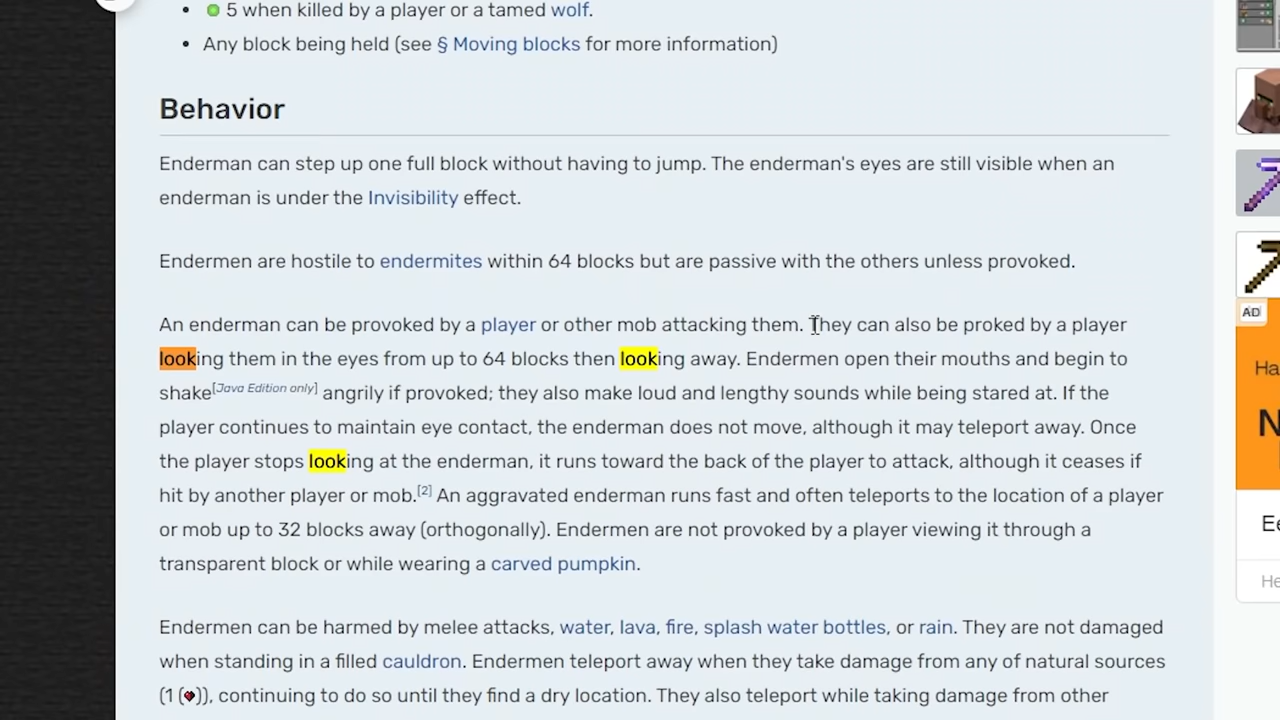 5 when killed by a player or a tamed wolf.
Any block being held (see § Moving blocks for more information)
Behavior
Enderman can step up one full block without having to jump. The enderman's eyes are still visible when an
enderman is under the Invisibility effect.
Endermen are hostile to endermites within 64 blocks but are passive with the others unless provoked.
An enderman can be provoked by a player or other mob attacking them. They can also be proked by a player
looking them in the eyes from up to 64 blocks then looking away. Endermen open their mouths and begin to
shake[Java Edition only] angrily if provoked; they also make loud and lengthy sounds while being stared at. If the
player continues to maintain eye contact, the enderman does not move, although it may teleport away. Once
the player stops looking at the enderman, it runs toward the back of the player to attack, although it ceases if
hit by another player or mob.[2] An aggravated enderman runs fast and often teleports to the location of a player
or mob up to 32 blocks away (orthogonally). Endermen are not provoked by a player viewing it through a
transparent block or while wearing a carved pumpkin.
Endermen can be harmed by melee attacks, water, lava, fire, splash water bottles, or rain. They are not damaged
when standing in a filled cauldron. Endermen teleport away when they take damage from any of natural sources
(1 (♥)), continuing to do so until they find a dry location. They also teleport while taking damage from other
AD
Ha
N
Ee
He